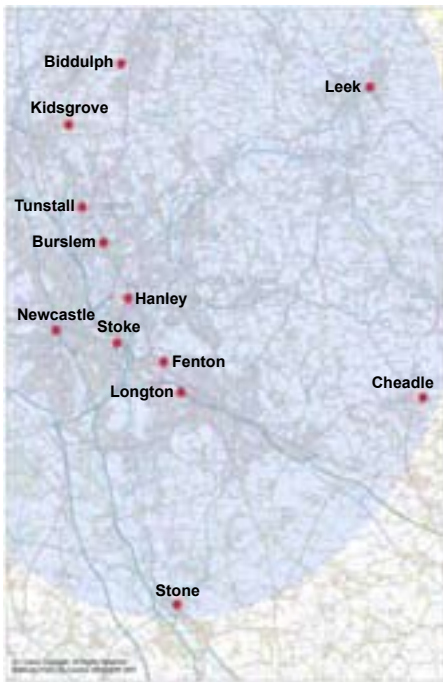 Biddulph
Leek
Kidsgrove
Tunstall
Burslem
Hanley
Newcastle
Stoke
Fenton
Longton
Cheadle
Stone